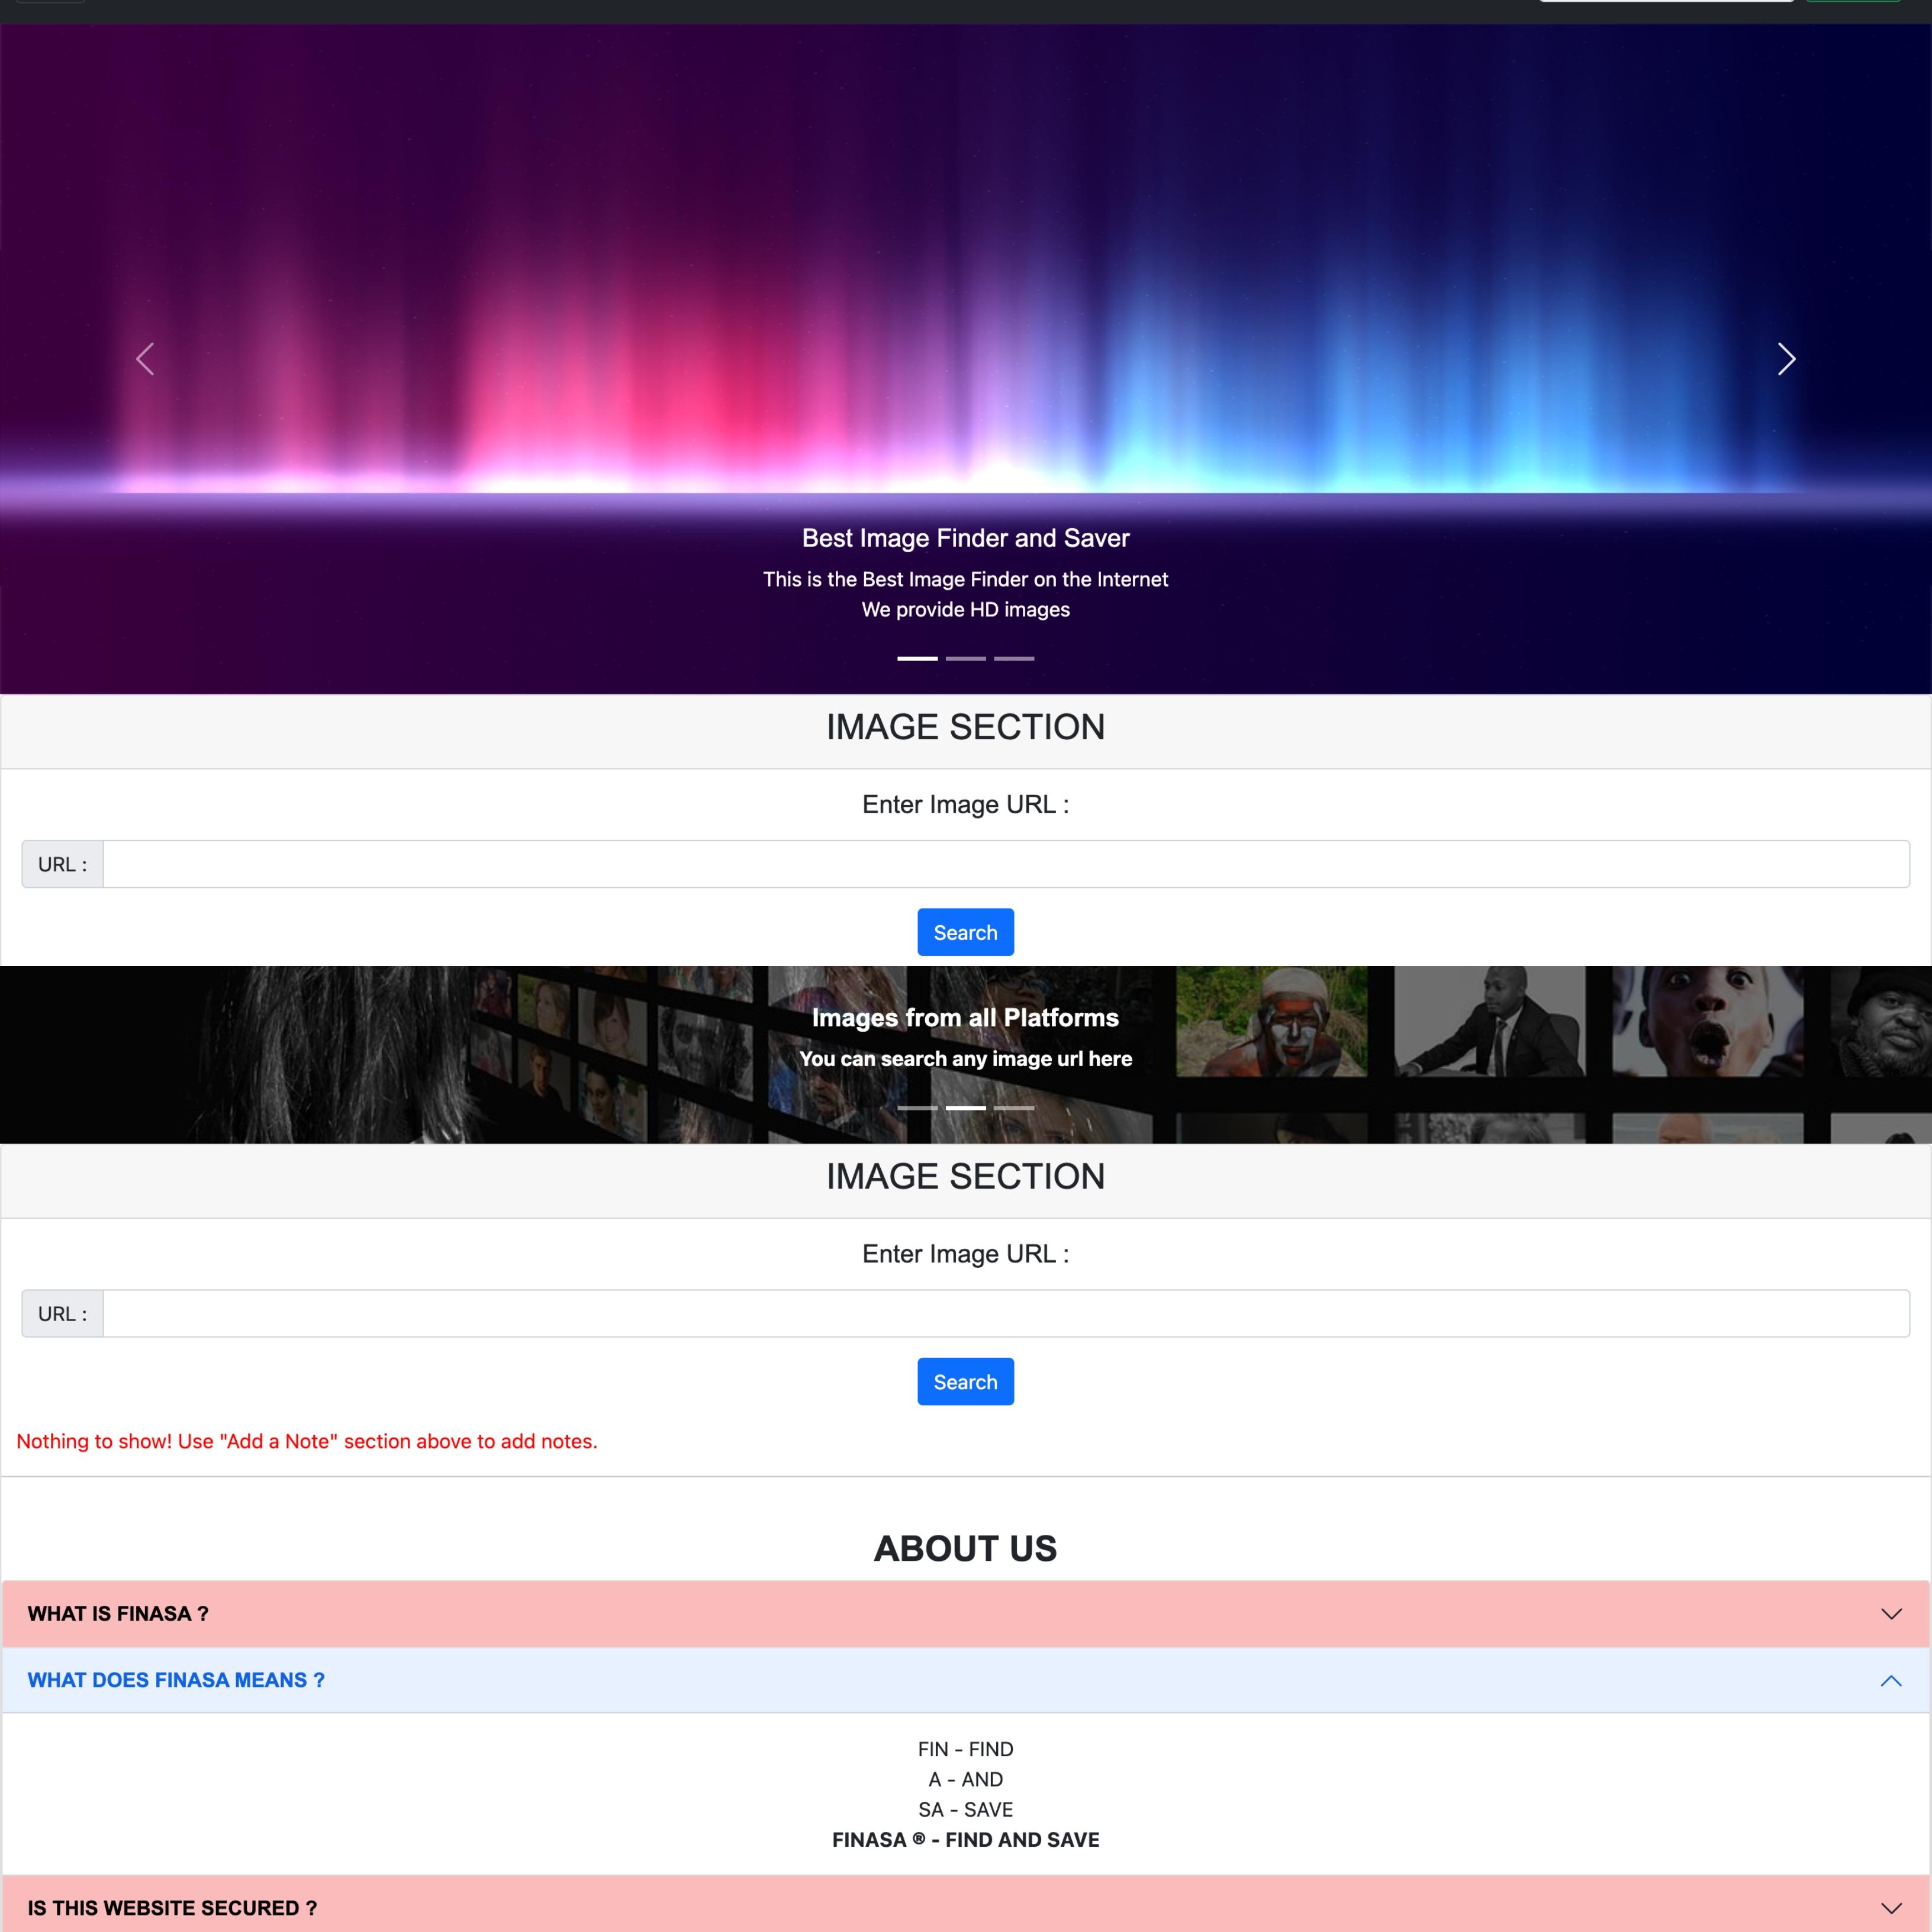 Best Image Finder and Saver
This is the Best Image Finder on the Internet
We provide HD images
IMAGE SECTION
Enter Image URL :
URL :
Search
Images from all Platforms
You can search any image url here
IMAGE SECTION
Enter Image URL :
URL :
Search
Nothing to show! Use "Add a Note" section above to add notes.
ABOUT US
WHAT IS FINASA ?
WHAT DOES FINASA MEANS ?
FIN - FIND
A - AND
SA - SAVE
FINASA ® - FIND AND SAVE
IS THIS WEBSITE SECURED ?